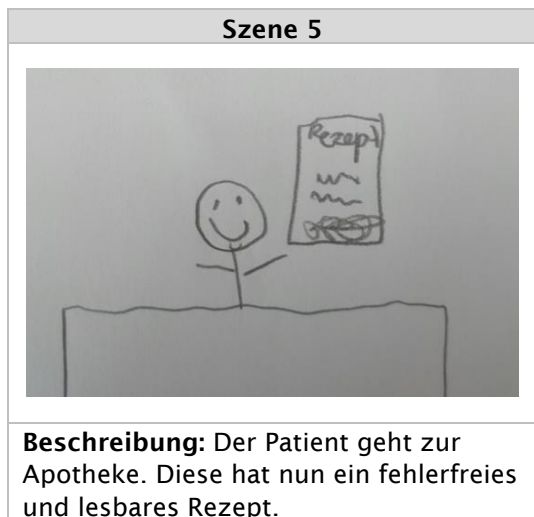 Szene 5
Rezept
Beschreibung: Der Patient geht zur
Apotheke. Diese hat nun ein fehlerfreies
und lesbares Rezept.